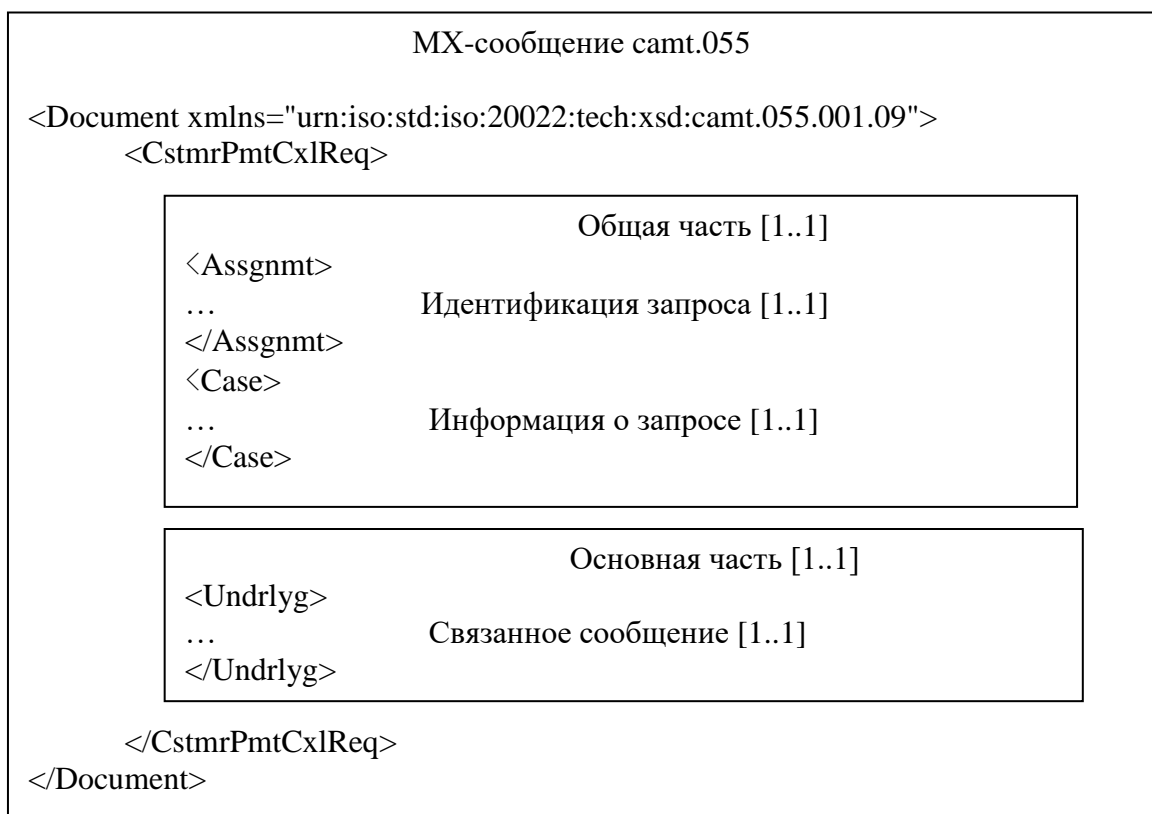 МХ-сообщение camt.055
<Document xmlns="urn:iso:std:iso:20022:tech:xsd:camt.055.001.09">
<CstmrPmtCxlReq>
Общая часть [1..1]
<Assgnmt>
… Идентификация запроса [1..1]
</Assgnmt>
<Case>
… Информация о запросе [1..1]
</Case>
Основная часть [1..1]
<Undrlyg>
… Связанное сообщение [1..1]
</Undrlyg>
</CstmrPmtCxlReq>
</Document>